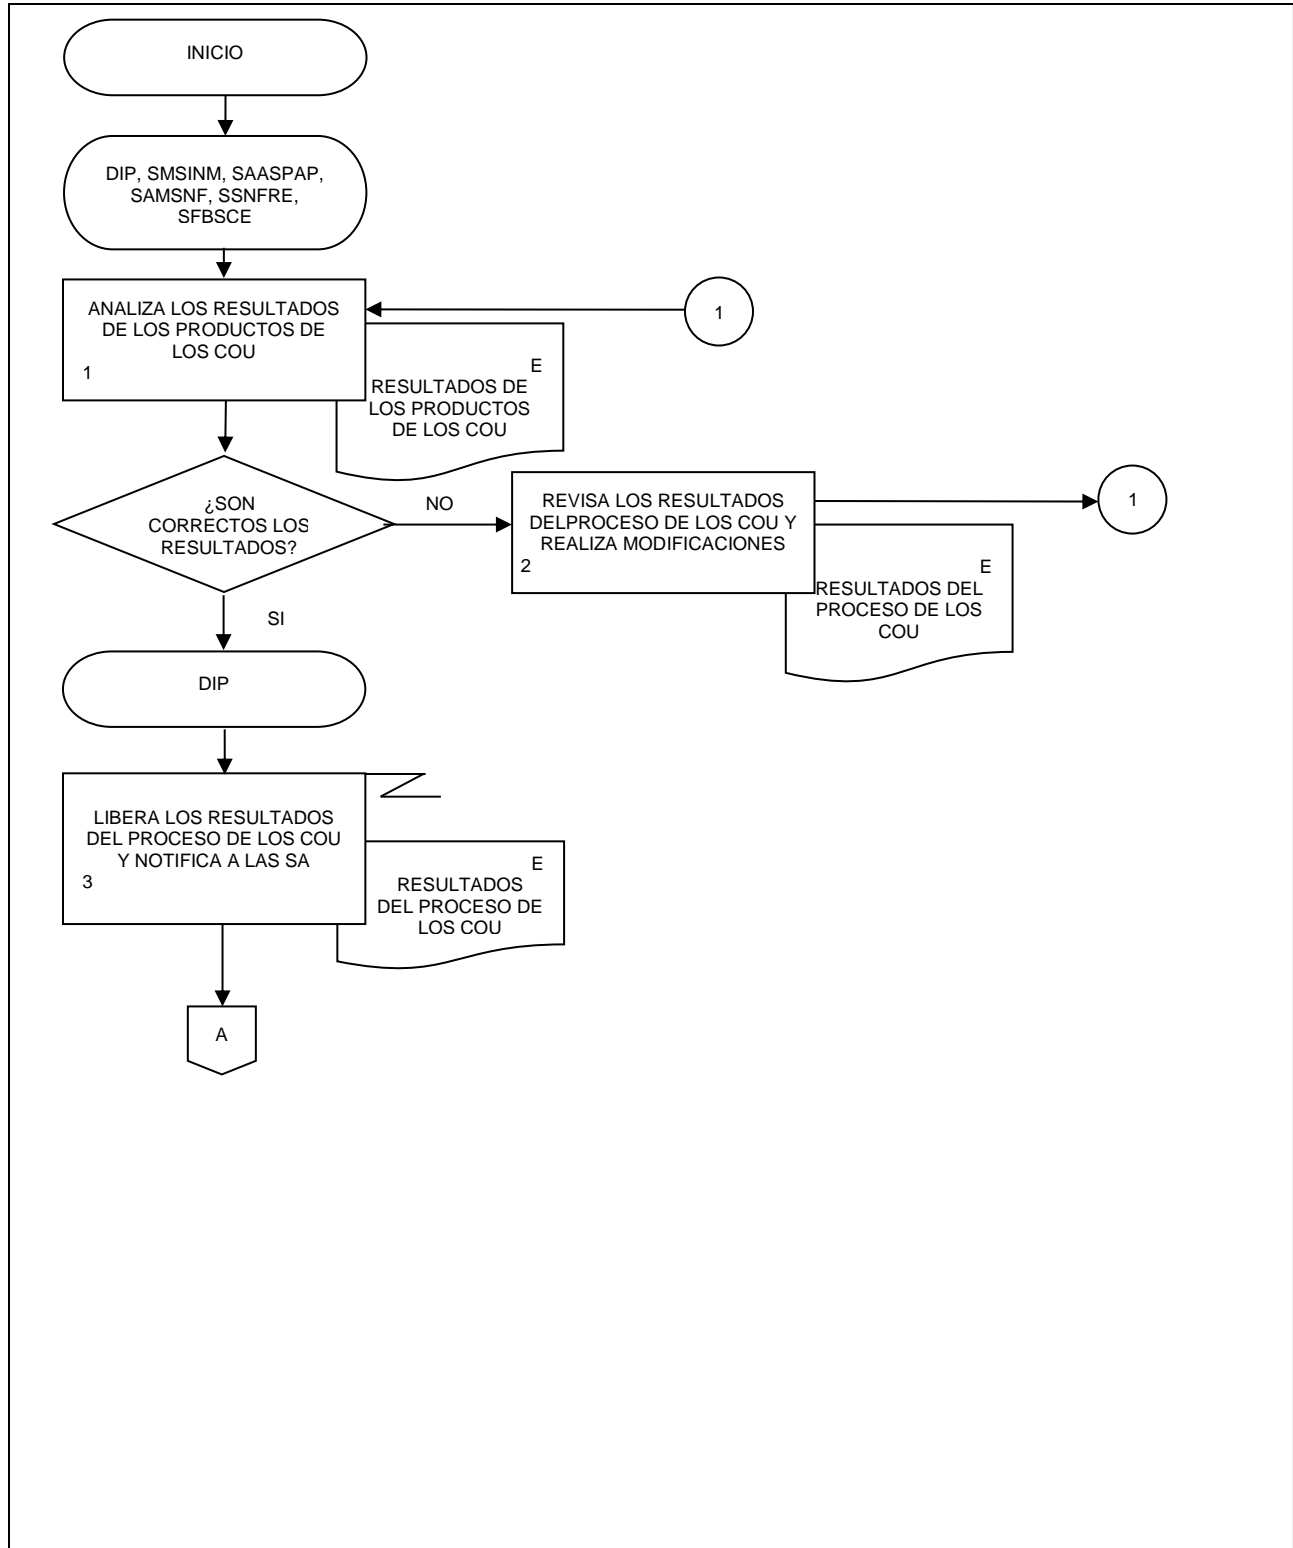 INICIO
DIP, SMSINM, SAASPAP,
SAMSNF, SSNFRE,
SFBSCE
ANALIZA LOS RESULTADOS
DE LOS PRODUCTOS DE
LOS COU
1
1
E
RESULTADOS DE
LOS PRODUCTOS
DE LOS COU
¿SON
CORRECTOS LOS
RESULTADOS?
NO
REVISA LOS RESULTADOS
DELPROCESO DE LOS COU Y
REALIZA MODIFICACIONES
2
1
E
RESULTADOS DEL
PROCESO DE LOS
COU
SI
DIP
LIBERA LOS RESULTADOS
DEL PROCESO DE LOS COU
Y NOTIFICA A LAS SA
3
E
RESULTADOS
DEL PROCESO DE
LOS COU
A